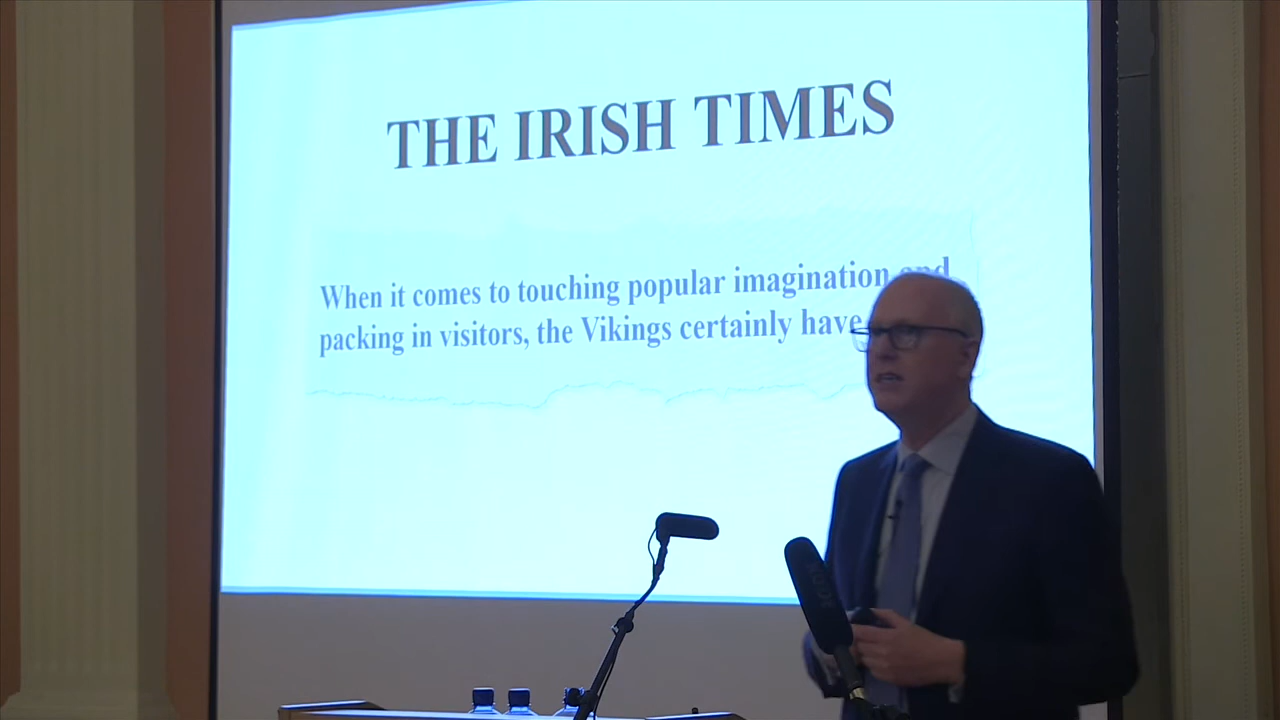 THE IRISH TIMES
When it comes to touching popular imagination and
packing in visitors, the Vikings certainly have